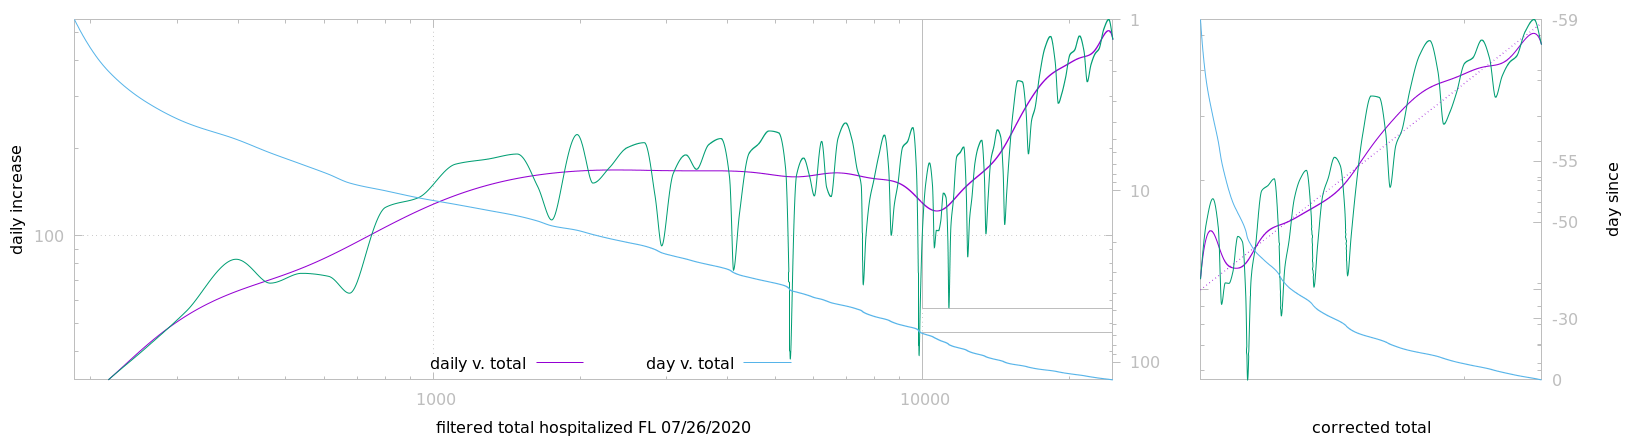 1
-59
-55
daily increase
10
day since
100
-50
-30
daily v. total
day v. total
100
0
1000
10000
filtered total hospitalized FL 07/26/2020
corrected total